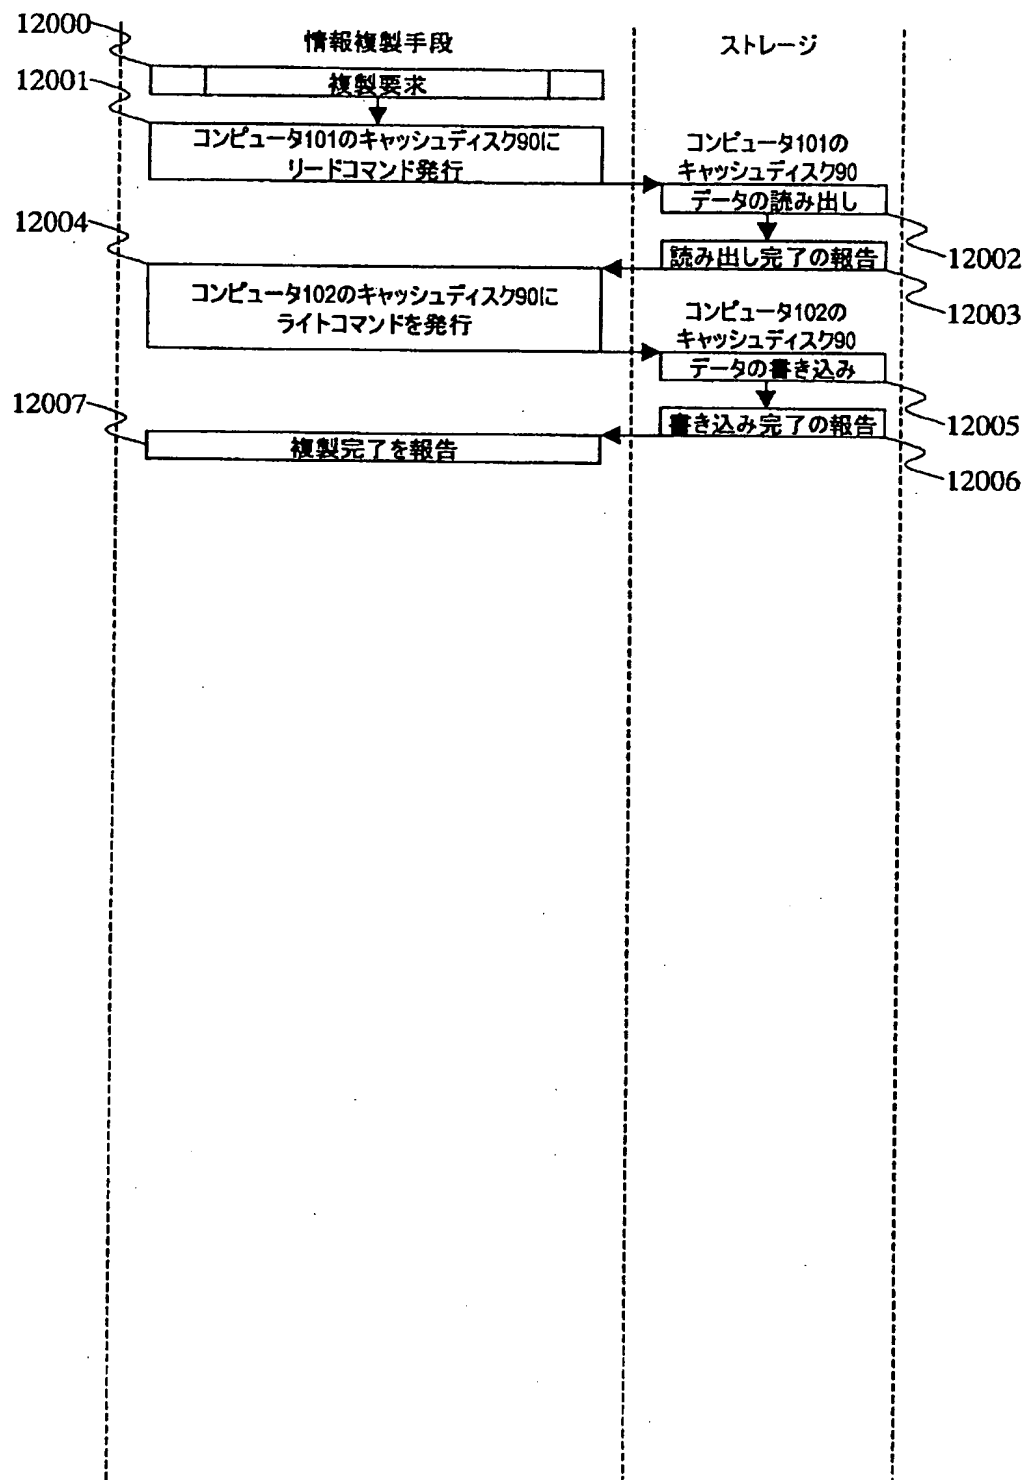 12000
情報複製手段
ストレージ
12001
複製要求
コンピュータ101のキャッシュディスク90に
リードコマンド発行
コンピュータ101の
キャッシュディスク90
データの読み出し
12002
12004
読み出し完了の報告
12003
コンピュータ102のキャッシュディスク90に
ライトコマンドを発行
コンピュータ102の
キャッシュディスク90
データの書き込み
12005
12007
書き込み完了の報告
12006
複製完了を報告